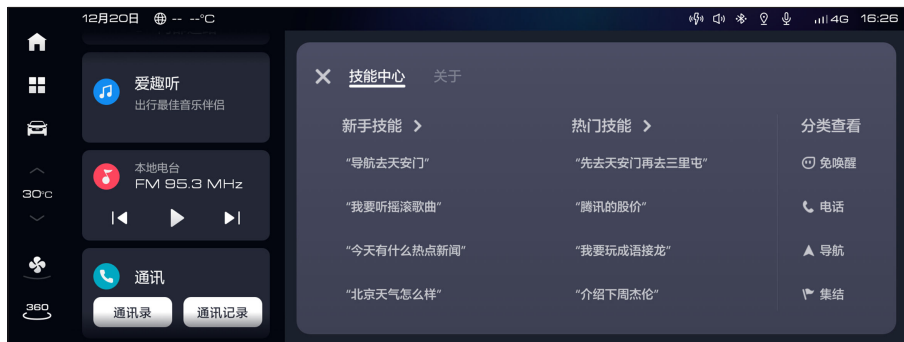 12月20日 -- --°C
4G 16:26
30°C
360
爱趣听
出行最佳音乐伴侣
本地电台
FM 95.3 MHz
通讯
通讯录 通讯记录
技能中心 关于
新手技能
“导航去天安门”
“我要听摇滚歌曲”
“今天有什么热点新闻”
“北京天气怎么样”
热门技能
“先去天安门再去三里屯”
“腾讯的股价”
“我要玩成语接龙”
“介绍下周杰伦”
分类查看
免唤醒
电话
导航
集结